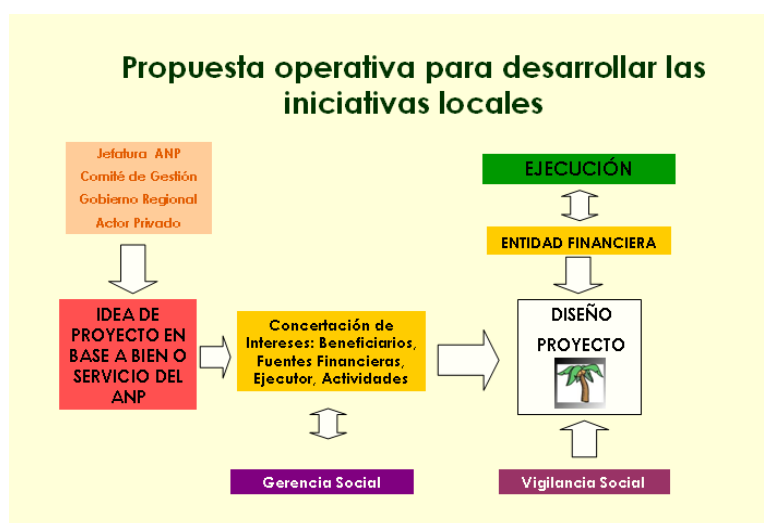 Propuesta operativa para desarrollar las
iniciativas locales
Jefatura ANP
Comité de Gestión
Gobierno Regional
Actor Privado
EJECUCIÓN
ENTIDAD FINANCIERA
IDEA DE
PROYECTO EN
BASE A BIEN O
SERVICIO DEL
ANP
Concertación de
Intereses: Beneficiarios,
Fuentes Financieras,
Ejecutor, Actividades
DISEÑO
PROYECTO
Gerencia Social
Vigilancia Social